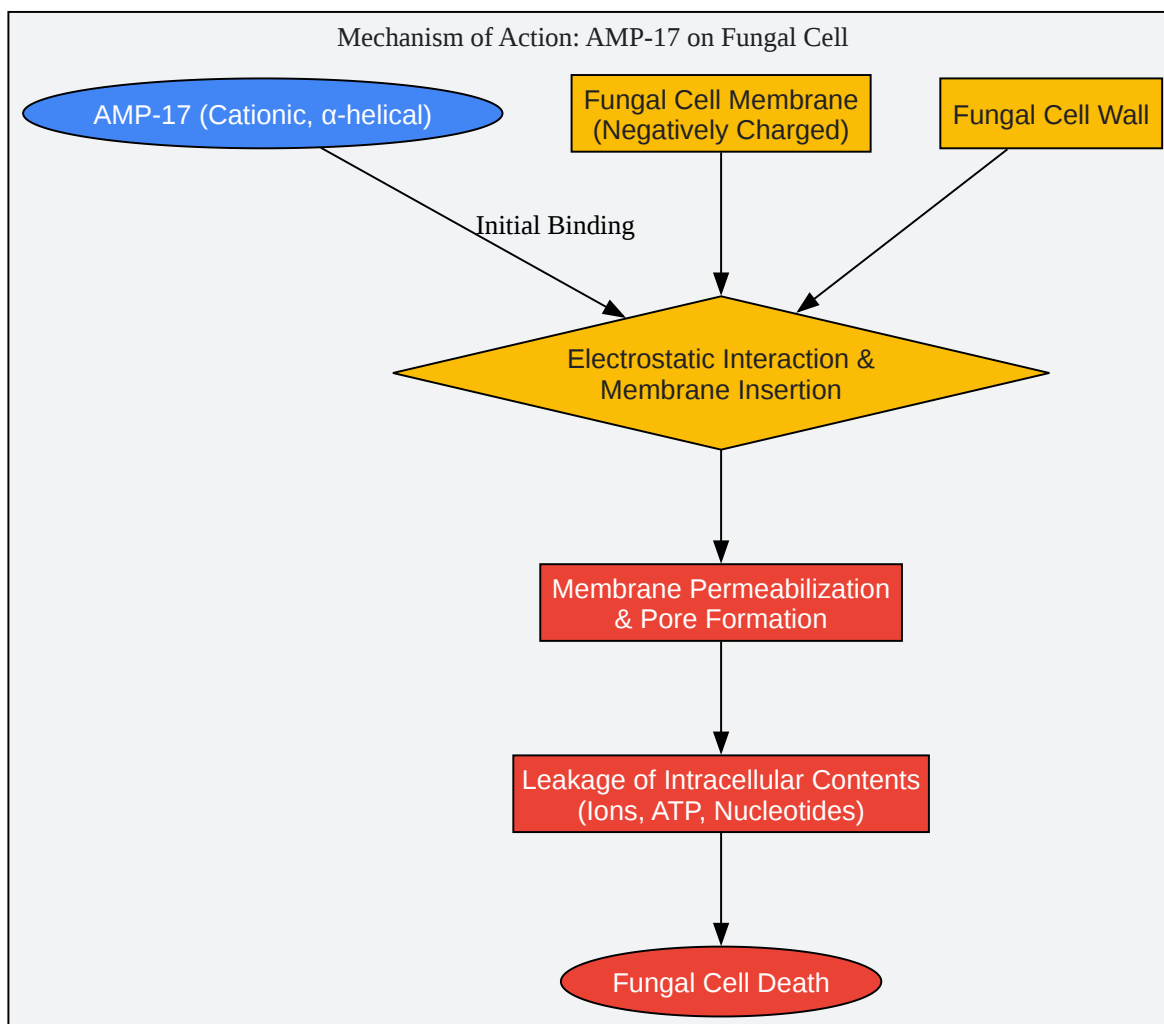 Mechanism of Action: AMP-17 on Fungal Cell
AMP-17 (Cationic, α-helical)
Fungal Cell Membrane
(Negatively Charged)
Fungal Cell Wall
Initial Binding
Electrostatic Interaction &
Membrane Insertion
Membrane Permeabilization
& Pore Formation
Leakage of Intracellular Contents
(Ions, ATP, Nucleotides)
Fungal Cell Death